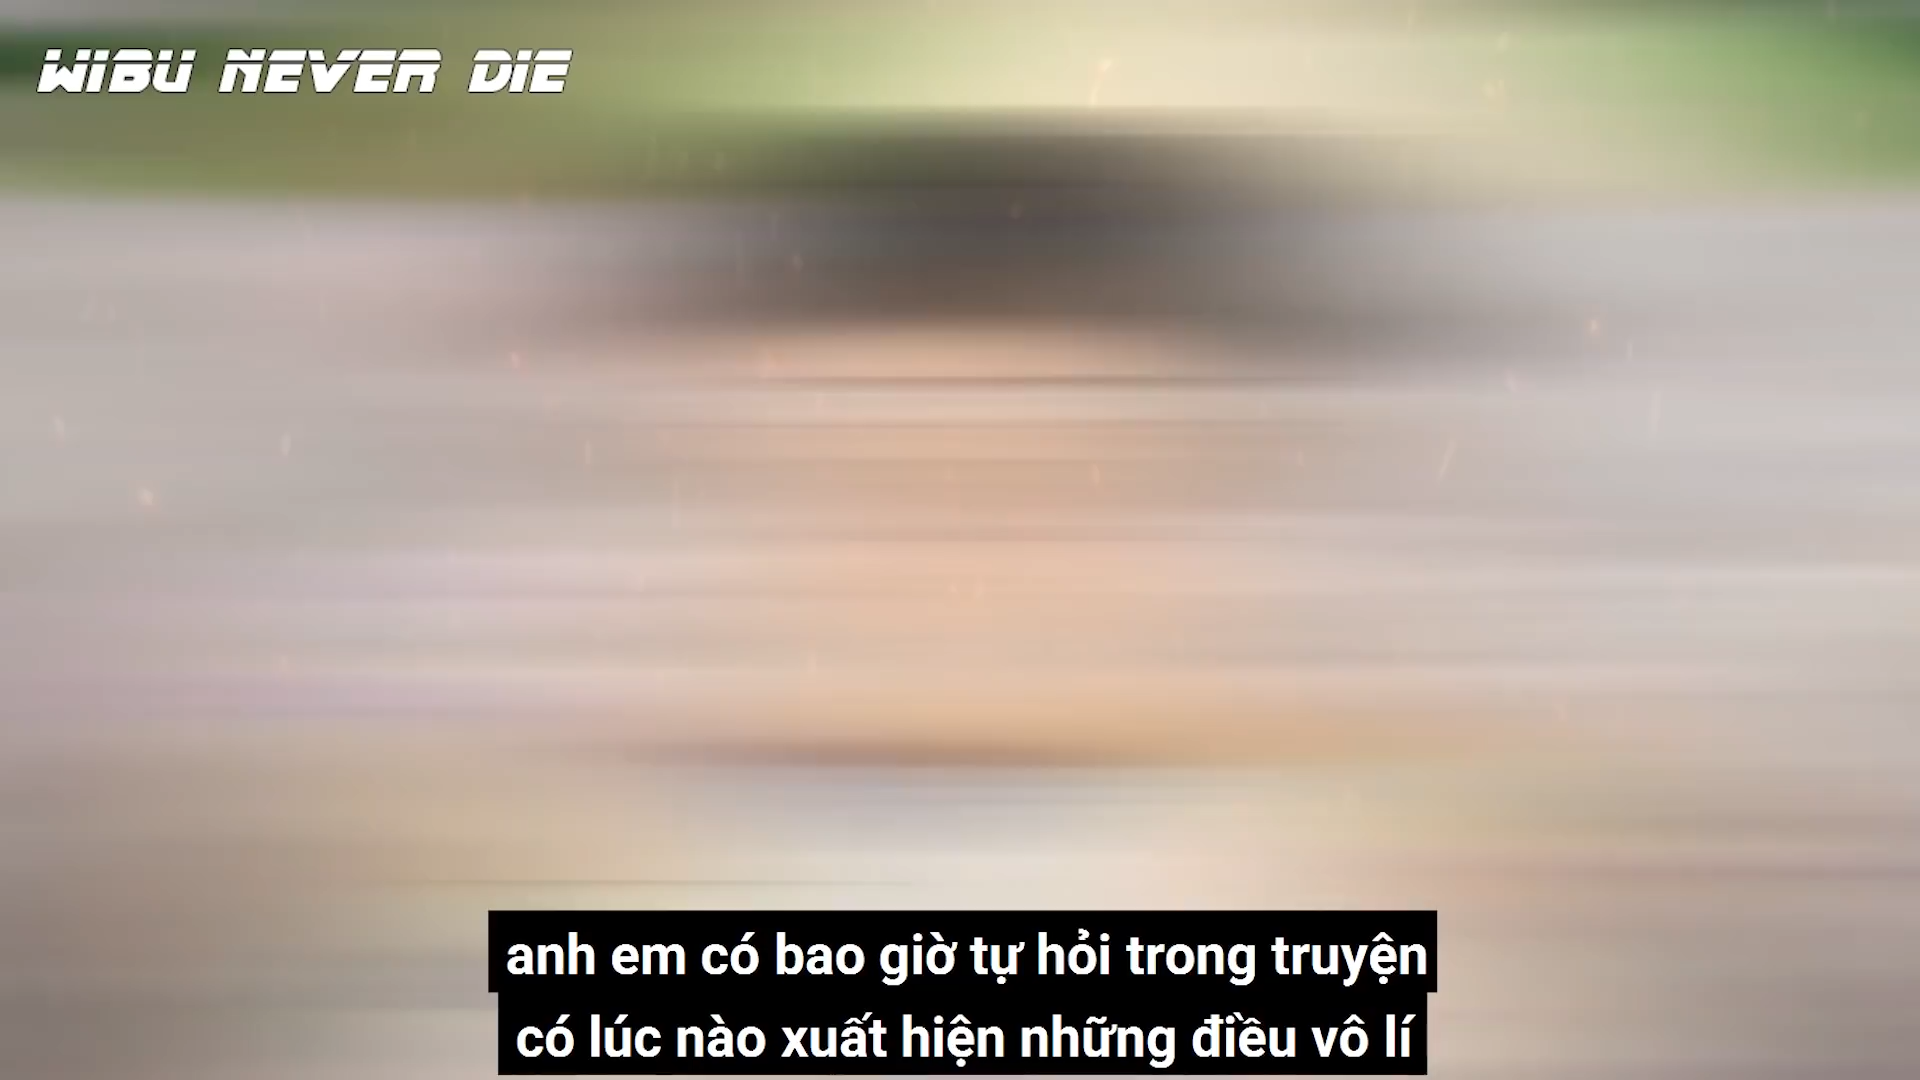 WIBU NEVER DIE
anh em có bao giờ tự hỏi trong truyện
có lúc nào xuất hiện những điều vô lí